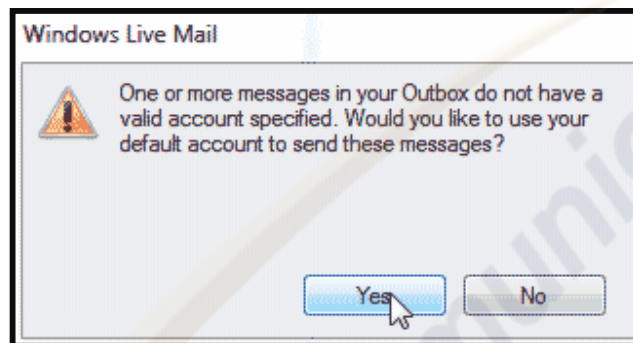 Windows Live Mail
One or more messages in your Outbox do not have a
valid account specified. Would you like to use your
default account to send these messages?
Yes
No